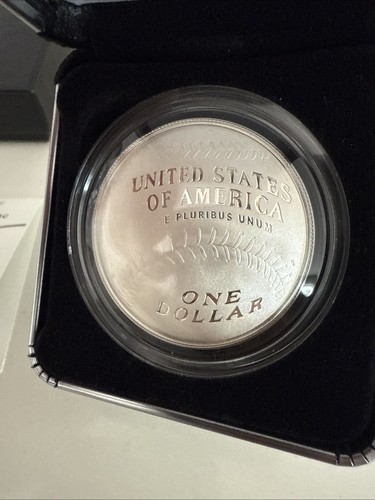 UNITED STATES
OF AMERICA
E PLURIBUS UNUM
ONE
DOLLAR